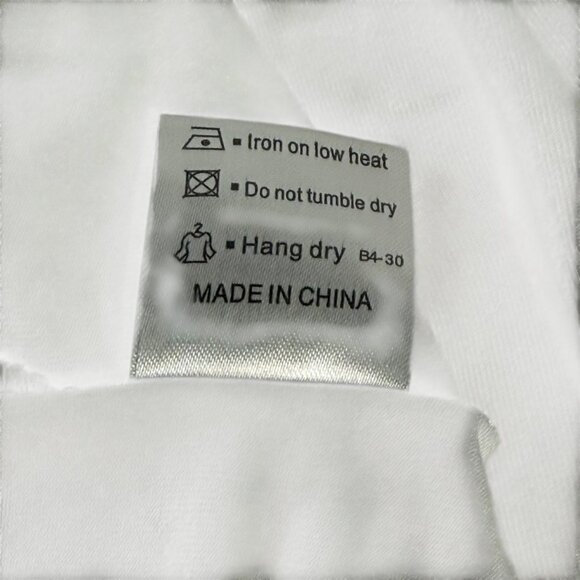 ▪ Iron on low heat
▪ Do not tumble dry
▪ Hang dry B4-30
MADE IN CHINA